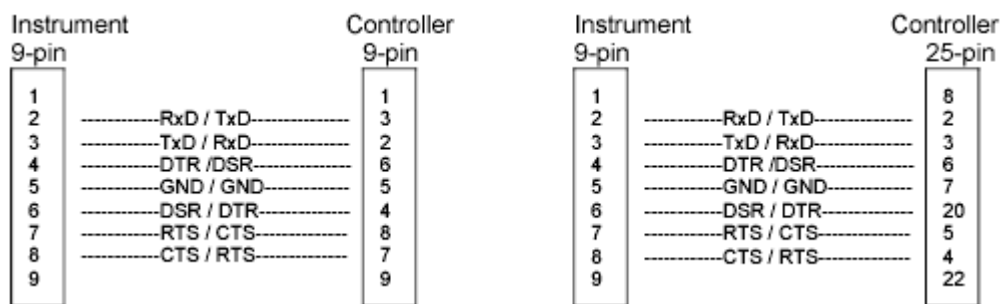 Instrument Controller Instrument Controller
9-pin 9-pin 9-pin 25-pin
1 1 1 8
2 ------------RxD / TxD--------------- 3 2 ------------RxD / TxD--------------- 2
3 ------------TxD / RxD--------------- 2 3 ------------TxD / RxD--------------- 3
4 ------------DTR /DSR--------------- 6 4 ------------DTR /DSR--------------- 6
5 ------------GND / GND-------------- 5 5 ------------GND / GND-------------- 7
6 ------------DSR / DTR-------------- 4 6 ------------DSR / DTR-------------- 20
7 ------------RTS / CTS--------------- 8 7 ------------RTS / CTS--------------- 5
8 ------------CTS / RTS--------------- 7 8 ------------CTS / RTS--------------- 4
9 9 9 22